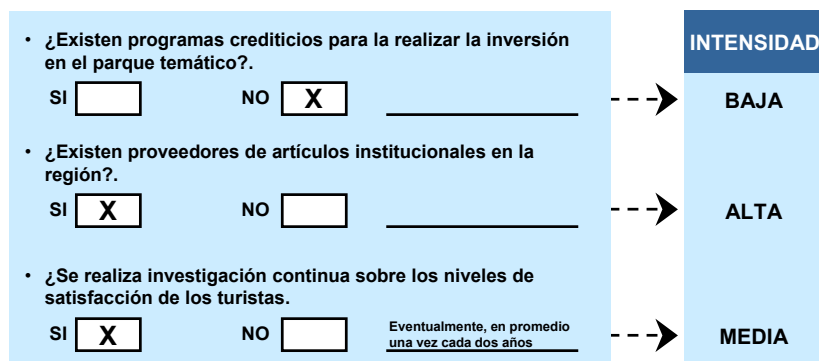 • ¿Existen programas crediticios para la realizar la inversión
en el parque temático?.
INTENSIDAD
SI NO X
BAJA
• ¿Existen proveedores de artículos institucionales en la
región?.
SI X NO
ALTA
• ¿Se realiza investigación continua sobre los niveles de
satisfacción de los turistas.
SI X NO
Eventualmente, en promedio
una vez cada dos años
MEDIA